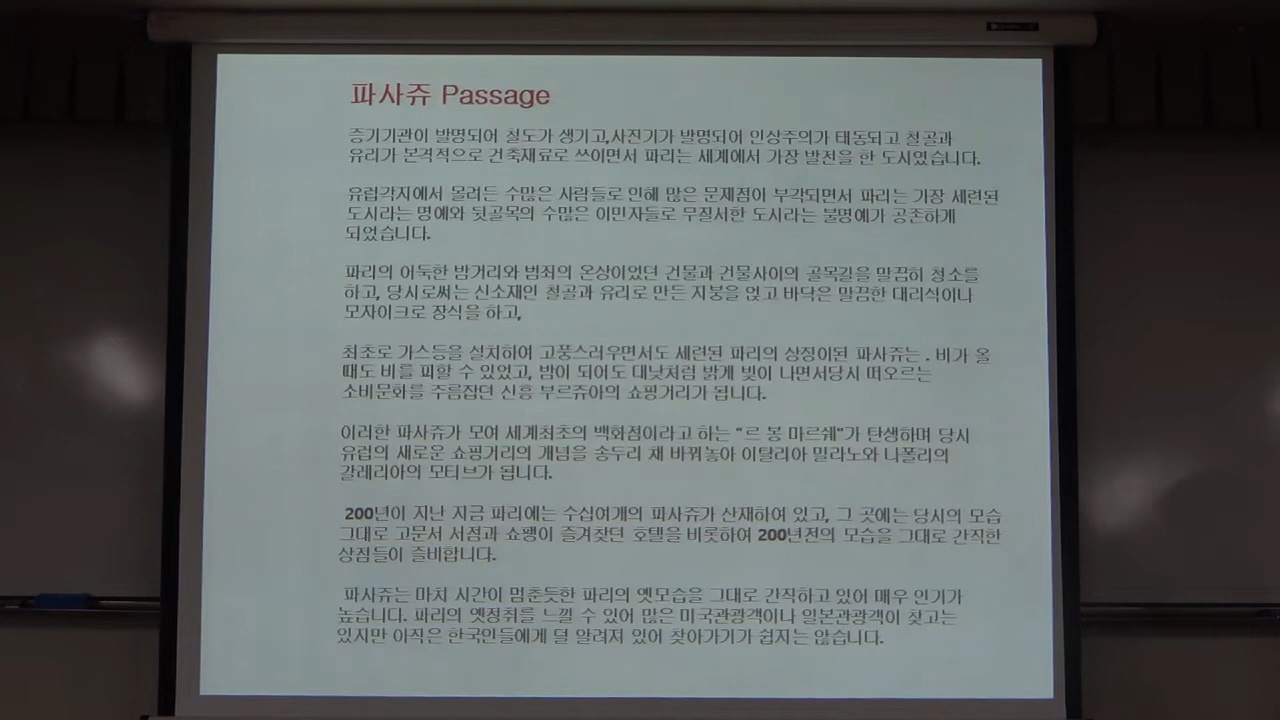 파사쥬 Passage
증기기관이 발명되어 철도가 생기고,사진기가 발명되어 인상주의가 태동되고 철골과
유리가 본격적으로 건축재료로 쓰이면서 파리는 세계에서 가장 발전을 한 도시였습니다.
유럽각지에서 몰려든 수많은 사람들로 인해 많은 문제점이 부각되면서 파리는 가장 세련된
도시라는 명예와 뒷골목의 수많은 이민자들로 무질서한 도시라는 불명예가 공존하게
되었습니다.
파리의 어둑한 밤거리와 범죄의 온상이었던 건물과 건물사이의 골목길을 말끔히 청소를
하고, 당시로써는 신소재인 철골과 유리로 만든 지붕을 얹고 바닥은 말끔한 대리석이나
모자이크로 장식을 하고,
최초로 가스등을 설치하여 고풍스러우면서도 세련된 파리의 상징이된 파사쥬는 . 비가 올
때도 비를 피할 수 있었고, 밤이 되어도 대낮처럼 밝게 빛이 나면서당시 떠오르는
소비문화를 주름잡던 신흥 부르쥬아의 쇼핑거리가 됩니다.
이러한 파사쥬가 모여 세계최초의 백화점이라고 하는 "르 봉 마르쉐"가 탄생하며 당시
유럽의 새로운 쇼핑거리의 개념을 송두리 채 바꿔놓아 이탈리아 밀라노와 나폴리의
갈레리아의 모티브가 됩니다.
200년이 지난 지금 파리에는 수십여개의 파사쥬가 산재하여 있고, 그 곳에는 당시의 모습
그대로 고문서 서점과 쇼팽이 즐겨찾던 호텔을 비롯하여 200년전의 모습을 그대로 간직한
상점들이 즐비합니다.
파사쥬는 마치 시간이 멈춘듯한 파리의 옛모습을 그대로 간직하고 있어 매우 인기가
높습니다. 파리의 옛정취를 느낄 수 있어 많은 미국관광객이나 일본관광객이 찾고는
있지만 아직은 한국인들에게 덜 알려져 있어 찾아가기가 쉽지는 않습니다.